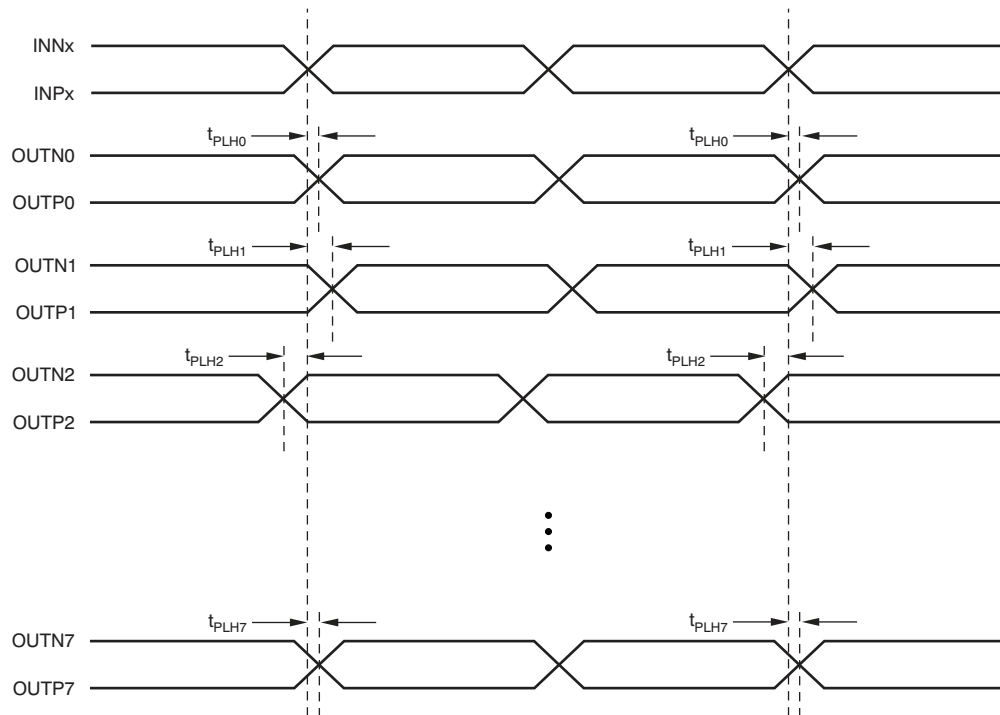 INNx
INPx
tPLH0 tPLH0
OUTN0
OUTP0
tPLH1 tPLH1
OUTN1
OUTP1
tPLH2 tPLH2
OUTN2
OUTP2
tPLH7 tPLH7
OUTN7
OUTP7